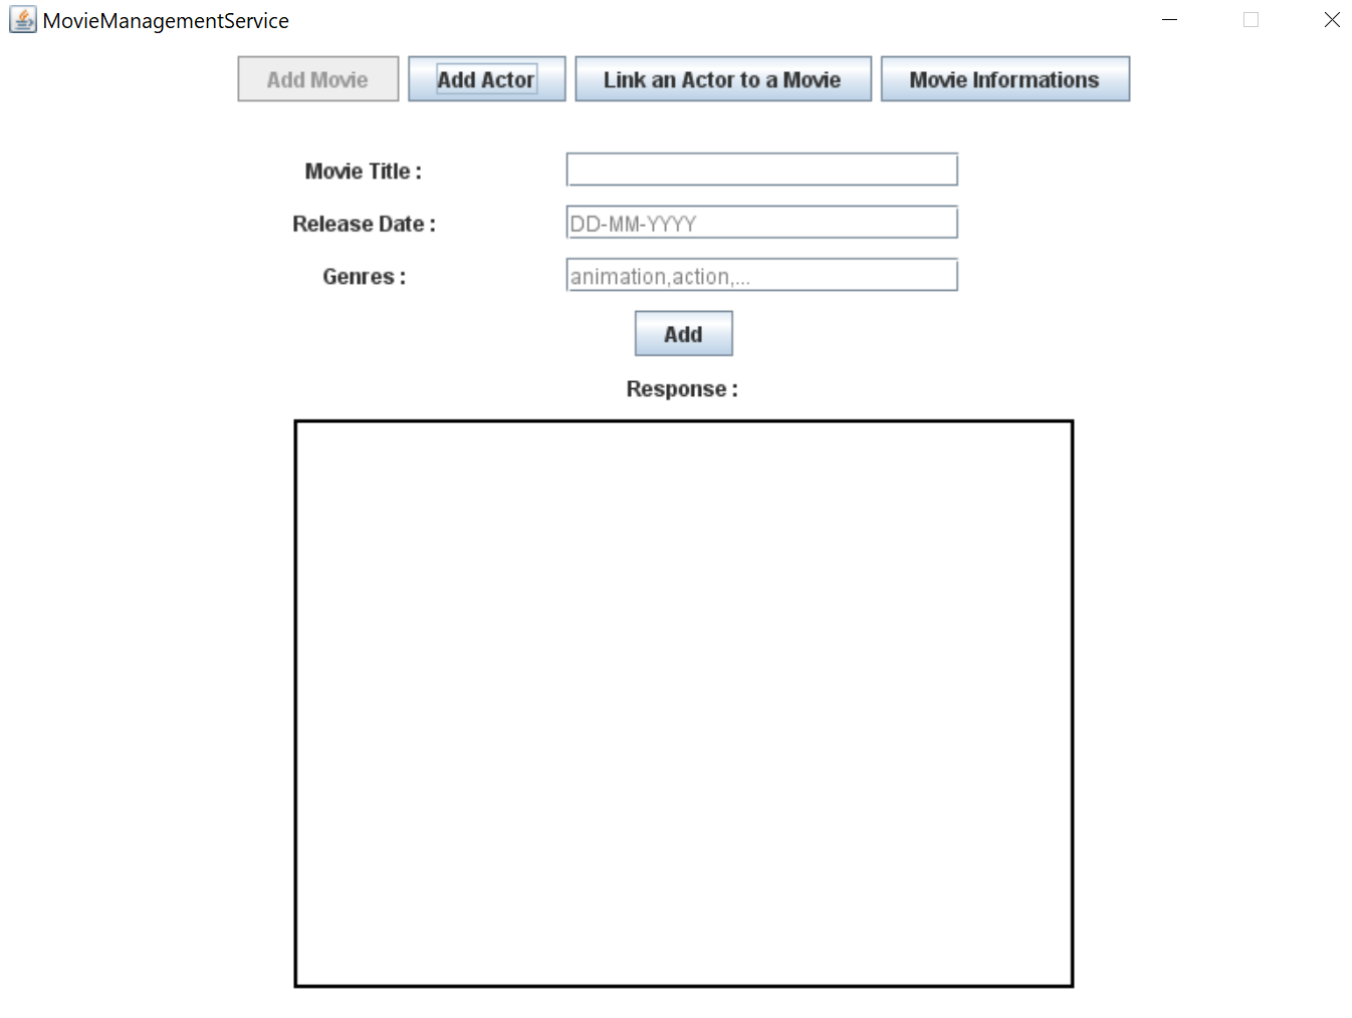 MovieManagementService
Add Movie Add Actor Link an Actor to a Movie Movie Informations
Movie Title :
Release Date : DD-MM-YYYY
Genres : animation,action,...
Add
Response :